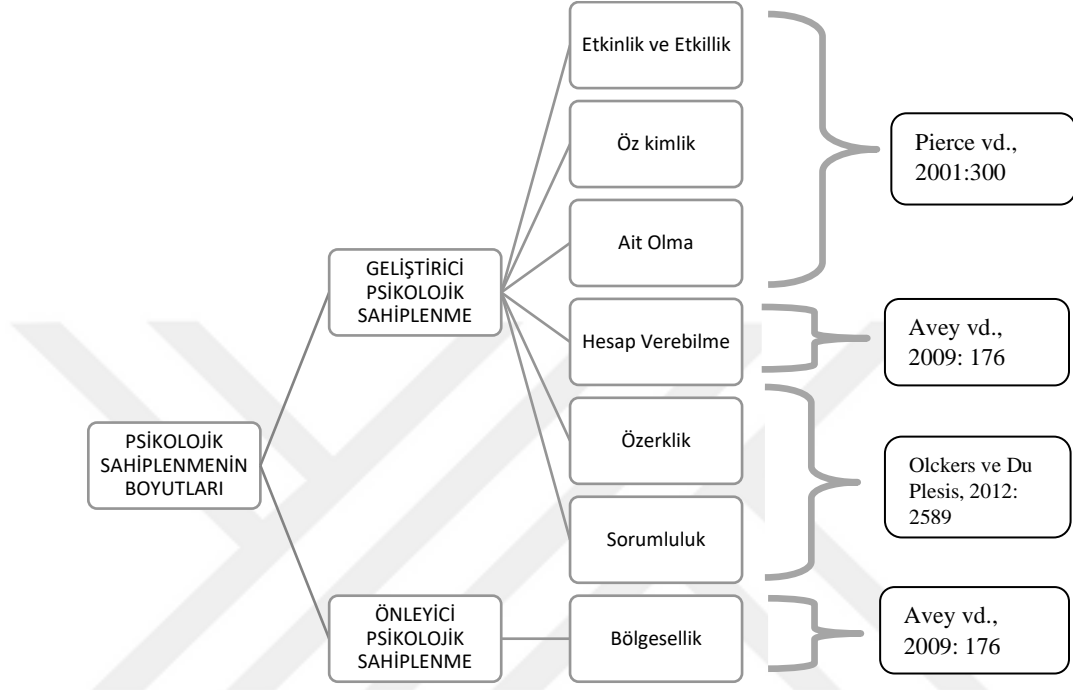 Etkinlik ve Etkillik
Öz kimlik
Pierce vd.,
2001:300
Ait Olma
GELİŞTİRİCİ
PSİKOLOJİK
SAHİPLENME
Hesap Verebilme
Avey vd.,
2009: 176
PSİKOLOJİK
SAHİPLENMENİN
BOYUTLARI
Özerklik
Olckers ve Du
Plesis, 2012:
2589
Sorumluluk
ÖNLEYİCİ
PSİKOLOJİK
SAHİPLENME
Bölgesellik
Avey vd.,
2009: 176